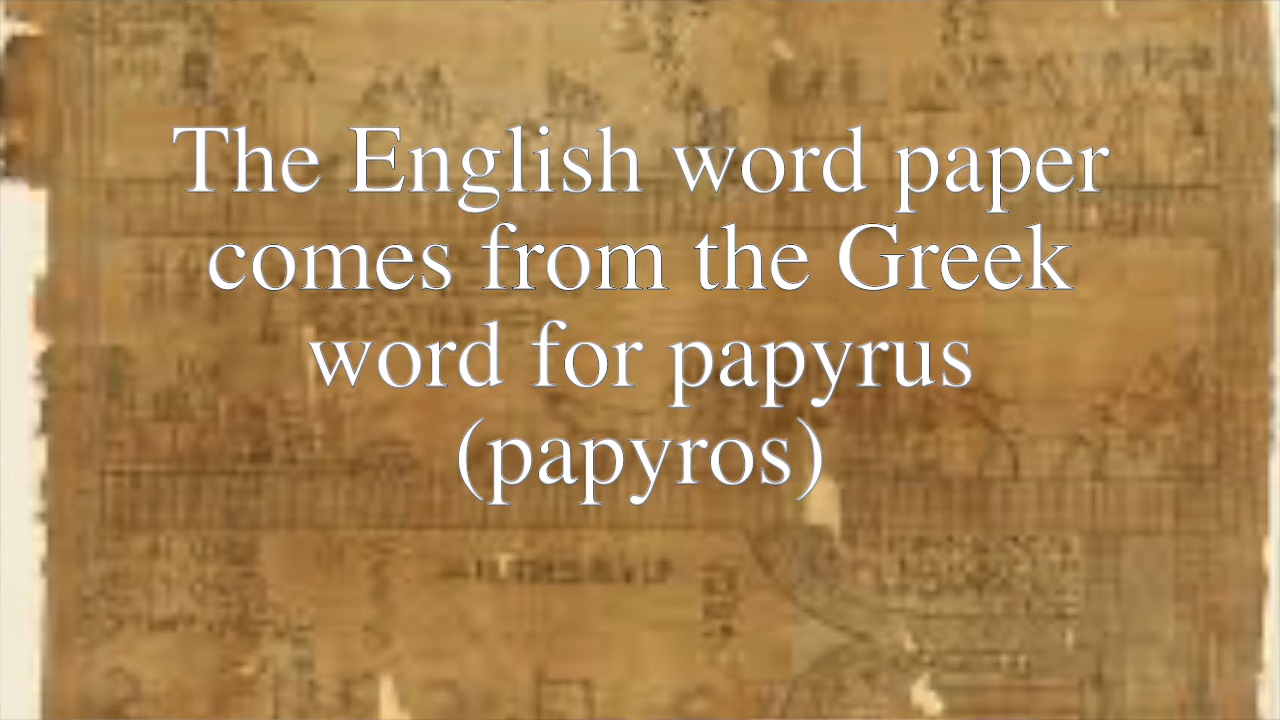 The English word paper
comes from the Greek
word for papyrus
(papyros)